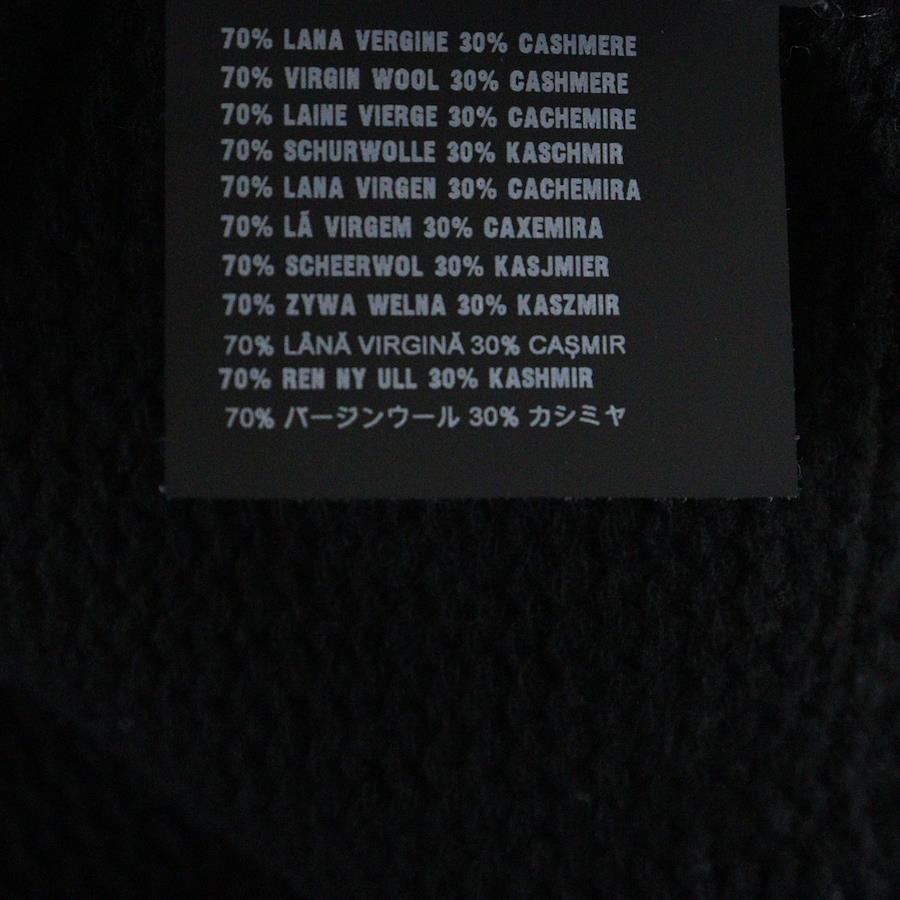 70% LANA VERGINE 30% CASHMERE
70% VIRGIN WOOL 30% CASHMERE
70% LAINE VIERGE 30% CACHEMIRE
70% SCHURWOLLE 30% KASCHMIR
70% LANA VIRGEN 30% CACHEMIRA
70% LÃ VIRGEM 30% CAXEMIRA
70% SCHEERWOL 30% KASJMIER
70% ZYWA WELNA 30% KASZMIR
70% LÂNĂ VIRGINĂ 30% CAŞMIR
70% REN NY ULL 30% KASHMIR
70% バージンウール 30% カシミヤ